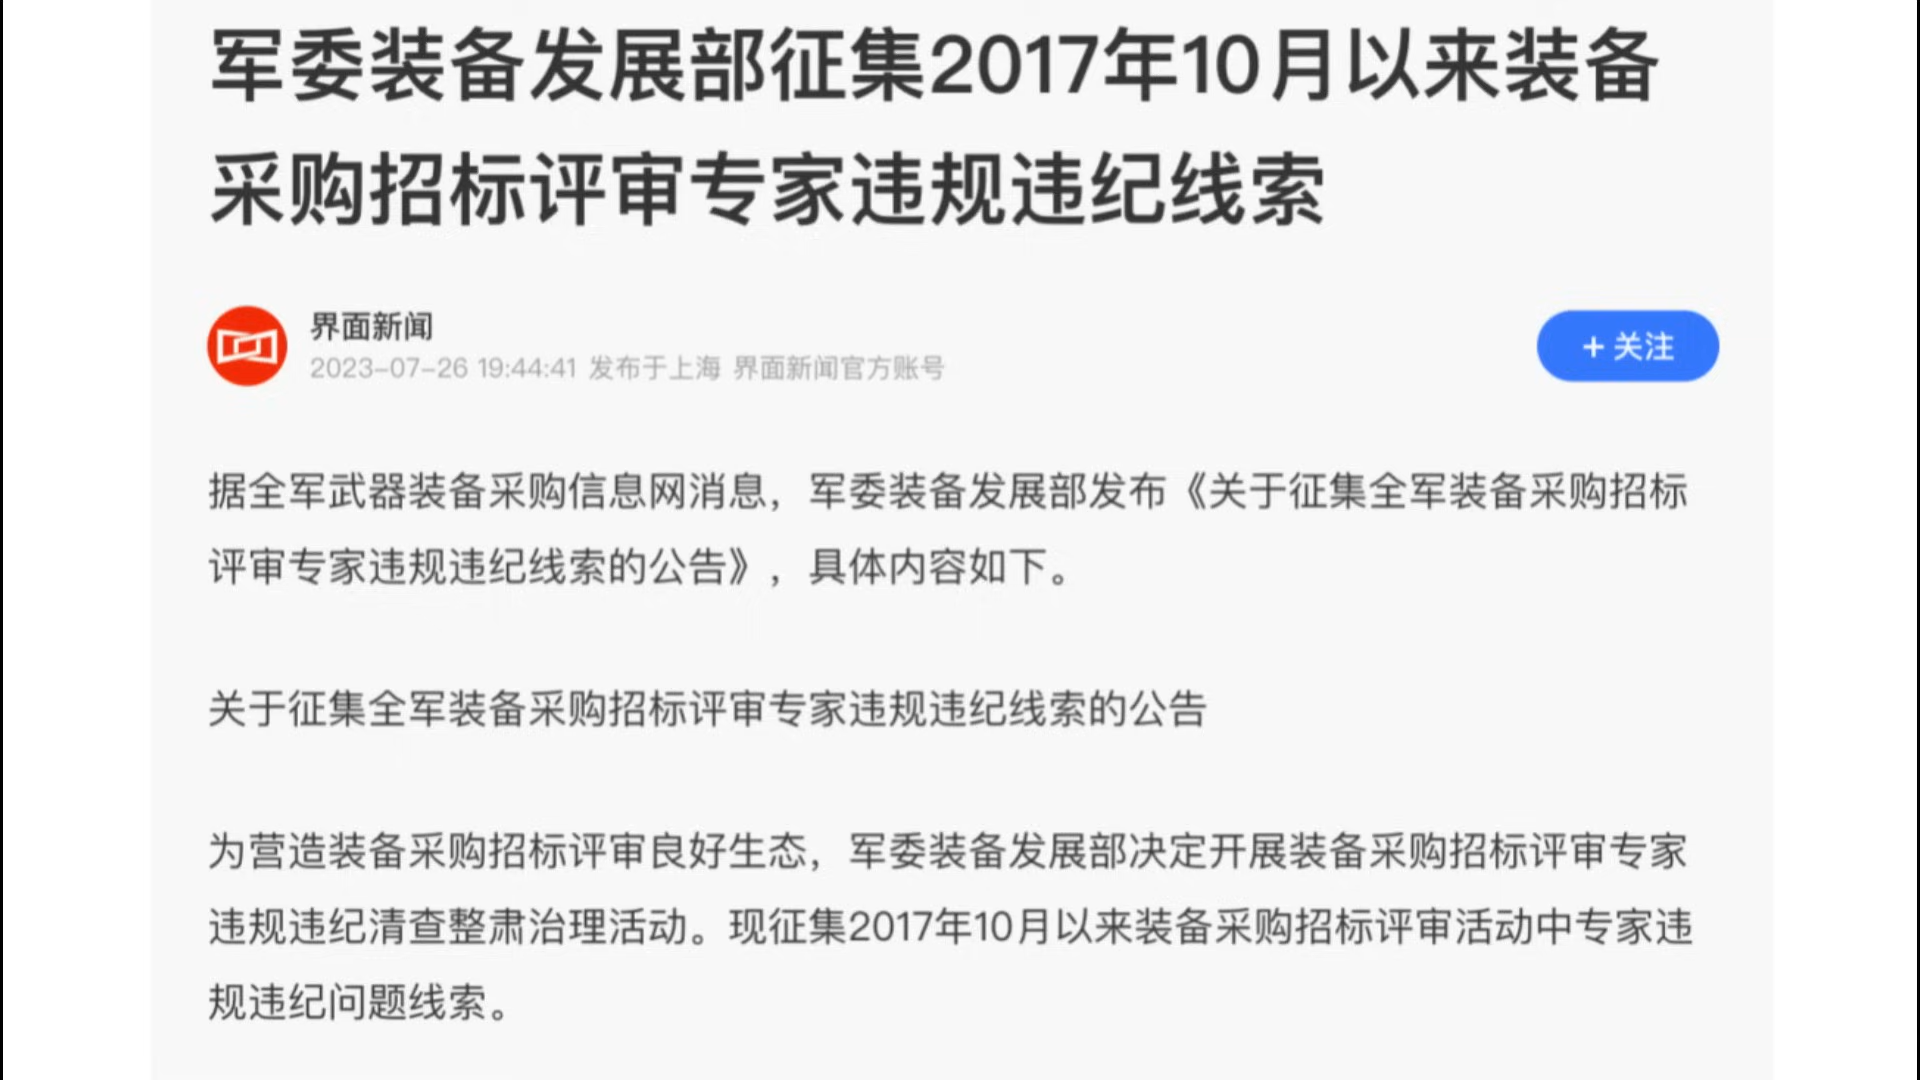 军委装备发展部征集2017年10月以来装备
采购招标评审专家违规违纪线索
界面新闻
2023-07-26 19:44:41 发布于上海 界面新闻官方账号
+ 关注
据全军武器装备采购信息网消息，军委装备发展部发布《关于征集全军装备采购招标
评审专家违规违纪线索的公告》，具体内容如下。
关于征集全军装备采购招标评审专家违规违纪线索的公告
为营造装备采购招标评审良好生态，军委装备发展部决定开展装备采购招标评审专家
违规违纪清查整肃治理活动。现征集2017年10月以来装备采购招标评审活动中专家违
规违纪问题线索。